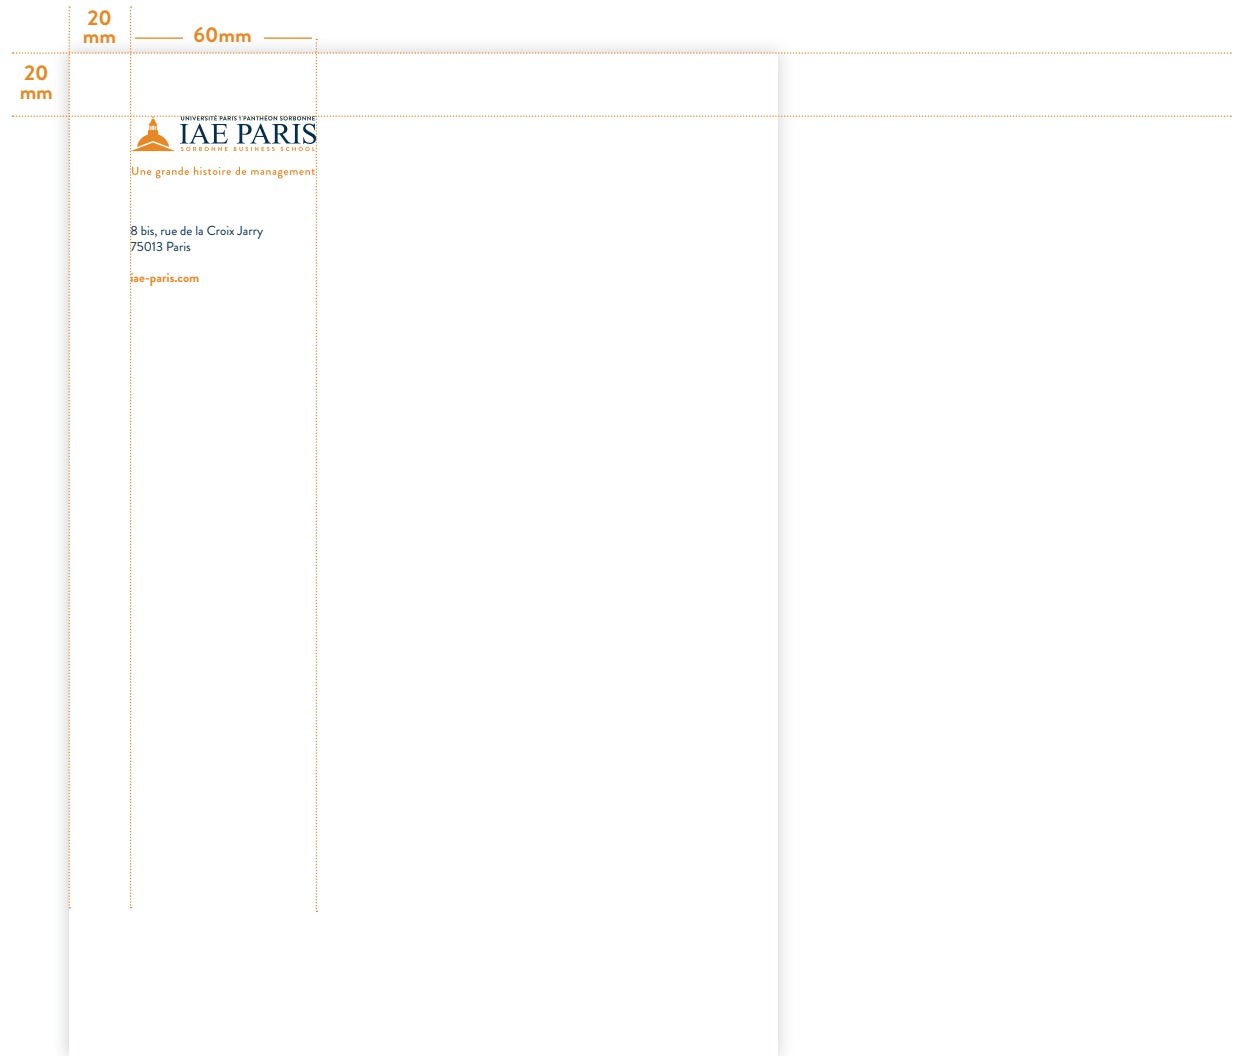 20
mm
60mm
20
mm
UNIVERSITÉ PARIS 1 PANTHÉON SORBONNE
IAE PARIS
SORBONNE BUSINESS SCHOOL
Une grande histoire de management
8 bis, rue de la Croix Jarry
75013 Paris
iae-paris.com